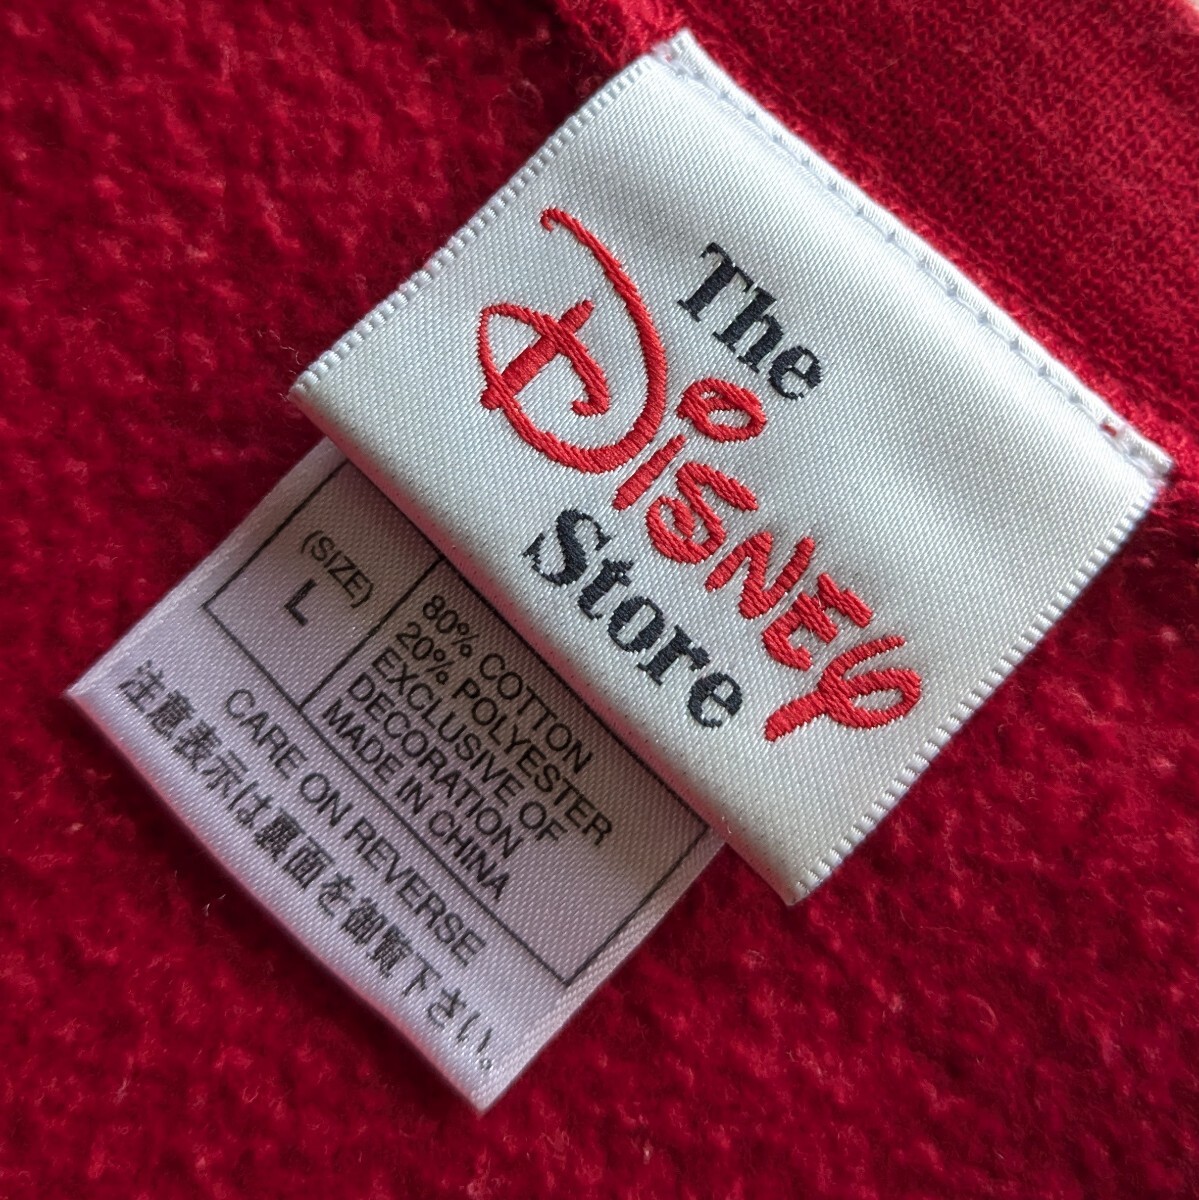 The
Disney
Store
(SIZE)
L
80% COTTON
20% POLYESTER
EXCLUSIVE OF
DECORATION
MADE IN CHINA
CARE ON REVERSE
注意表示は裏面を御覧下さい。